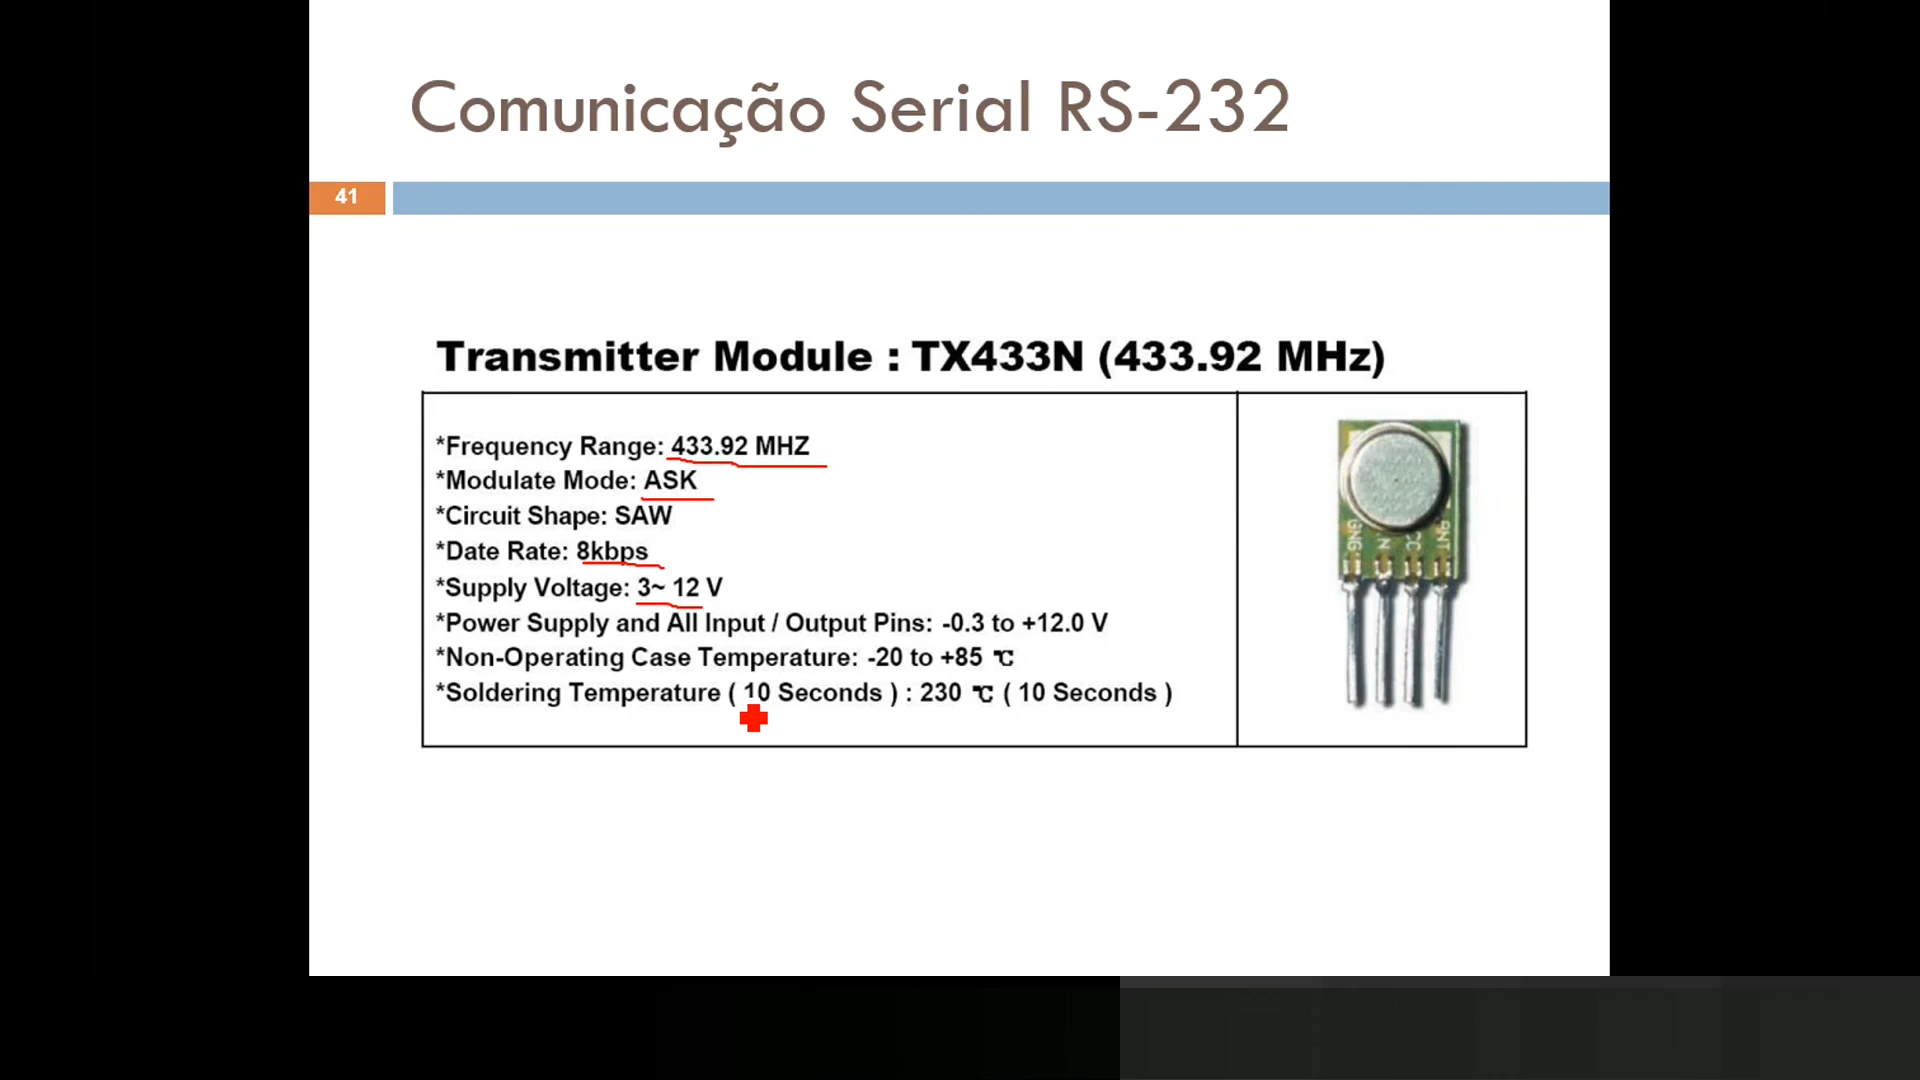 Comunicação Serial RS-232
41
Transmitter Module : TX433N (433.92 MHz)
*Frequency Range: 433.92 MHZ
*Modulate Mode: ASK
*Circuit Shape: SAW
*Date Rate: 8kbps
*Supply Voltage: 3~ 12 V
*Power Supply and All Input / Output Pins: -0.3 to +12.0 V
*Non-Operating Case Temperature: -20 to +85 ℃
*Soldering Temperature ( 10 Seconds ) : 230 ℃ ( 10 Seconds )
ANT